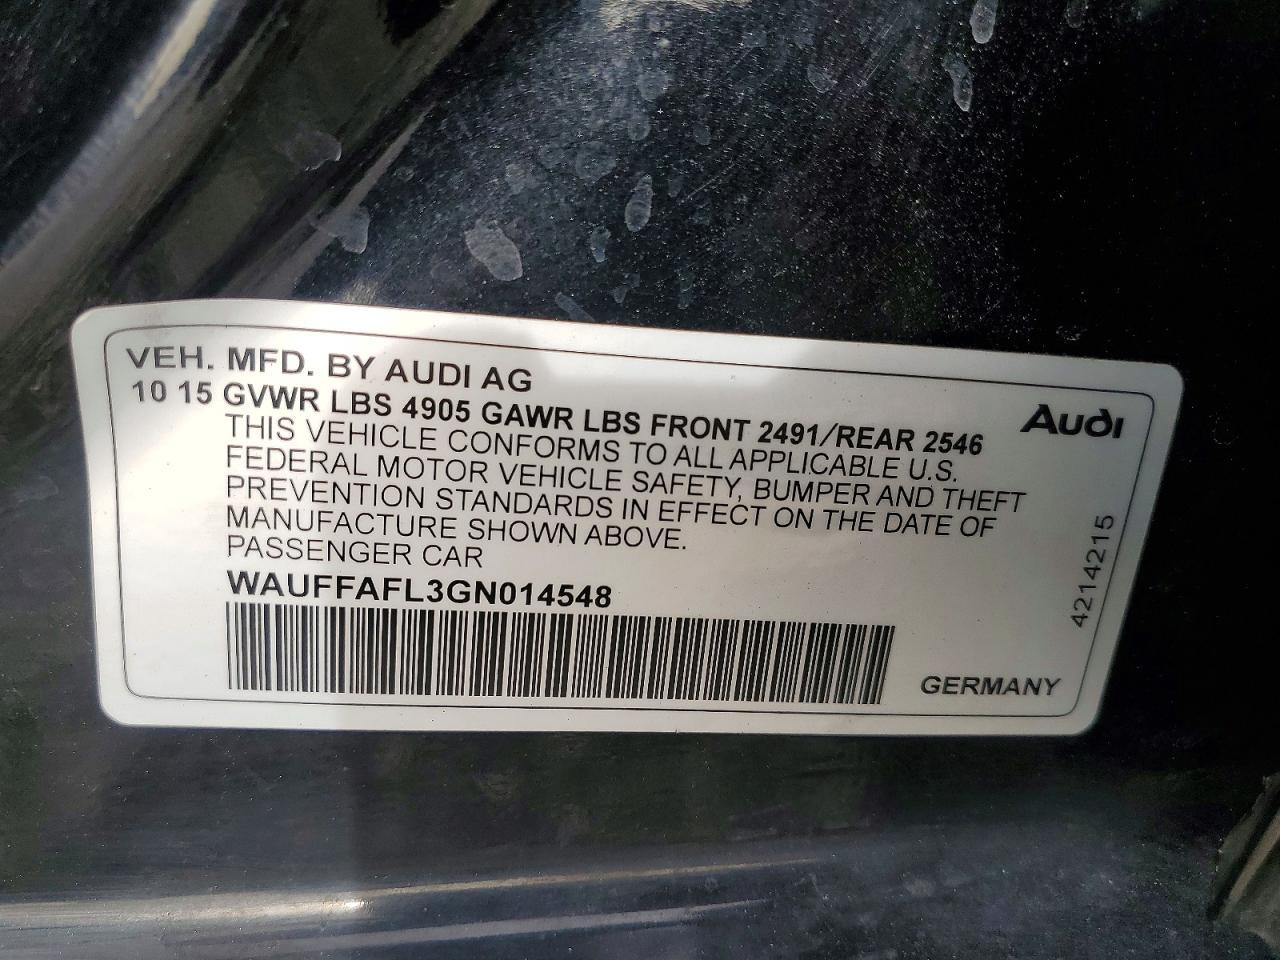 VEH. MFD. BY AUDI AG
10 15 GVWR LBS 4905 GAWR LBS FRONT 2491/REAR 2546
THIS VEHICLE CONFORMS TO ALL APPLICABLE U.S.
FEDERAL MOTOR VEHICLE SAFETY, BUMPER AND THEFT
PREVENTION STANDARDS IN EFFECT ON THE DATE OF
MANUFACTURE SHOWN ABOVE.
PASSENGER CAR
WAUFFAFL3GN014548
Audi
4214215
GERMANY